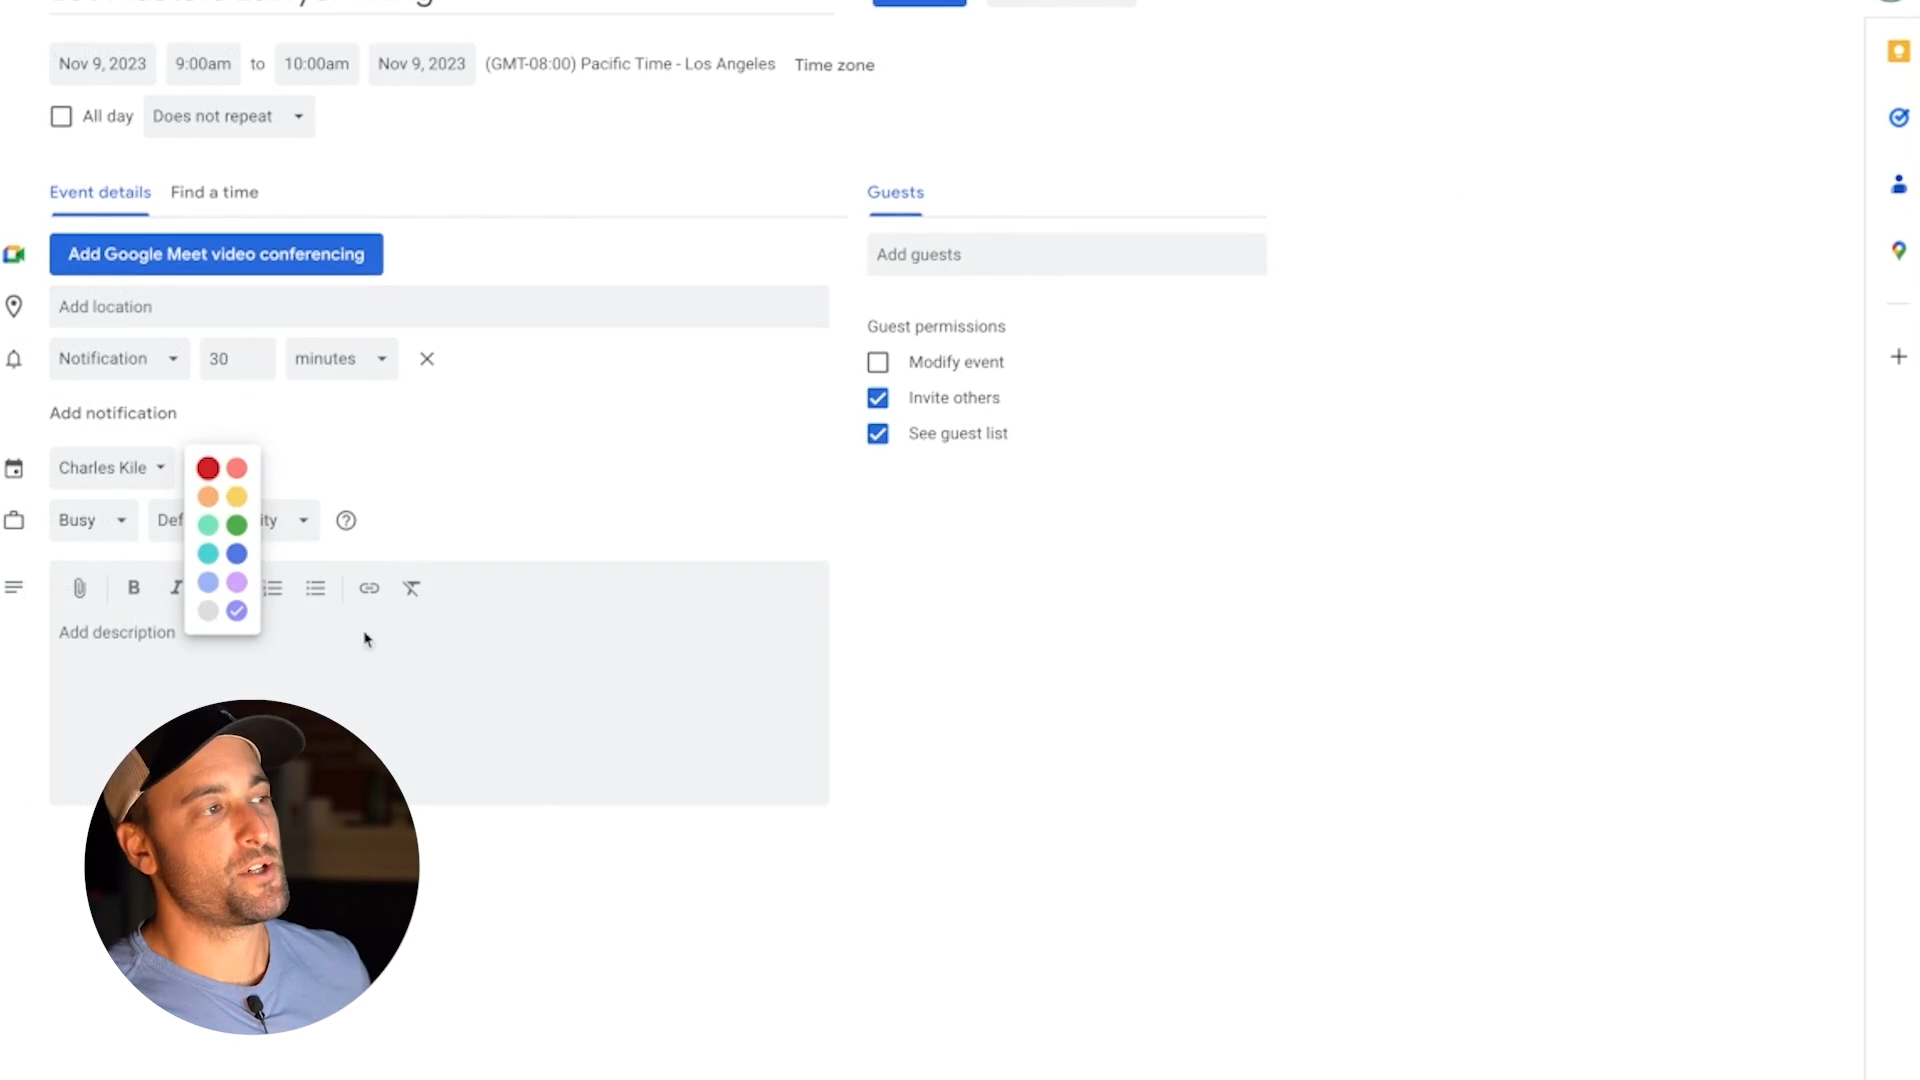 Nov 9, 2023 9:00am to 10:00am Nov 9, 2023 (GMT-08:00) Pacific Time - Los Angeles Time zone
All day Does not repeat
Event details Find a time
Guests
Add Google Meet video conferencing
Add guests
Add location
Guest permissions
Notification 30 minutes
Modify event
Invite others
Add notification
See guest list
Charles Kile
Busy Def ity
B I
Add description